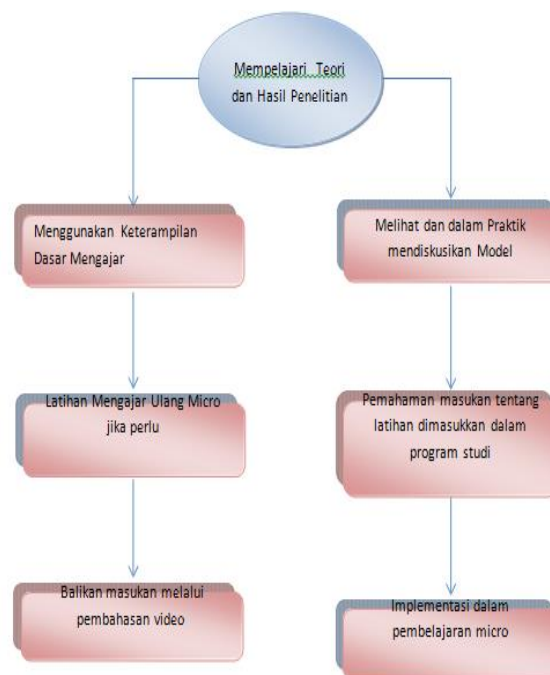 Mempelajari Teori
dan Hasil Penelitian
Menggunakan Keterampilan
Dasar Mengajar
Melihat dan dalam Praktik
mendiskusikan Model
Latihan Mengajar Ulang Micro
jika perlu
Pemahaman masukan tentang
latihan dimasukkan dalam
program studi
Balikan masukan melalui
pembahasan video
Implementasi dalam
pembelajaran micro